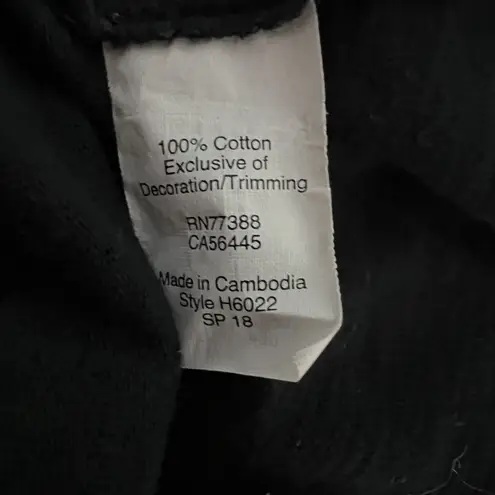 100% Cotton
Exclusive of
Decoration/Trimming
RN77388
CA56445
Made in Cambodia
Style H6022
SP 18